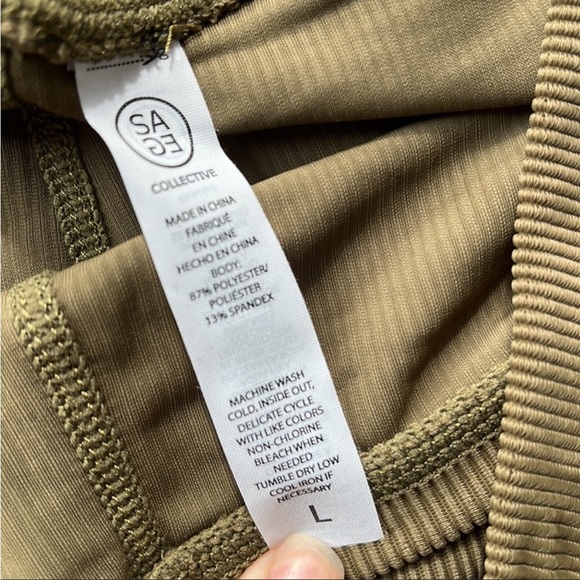 SA
GE
COLLECTIVE
MADE IN CHINA
FABRIQUÉ
EN CHINE
HECHO EN CHINA
BODY:
87% POLYESTER/
POLIÉSTER
13% SPANDEX
MACHINE WASH
COLD, INSIDE OUT,
DELICATE CYCLE
WITH LIKE COLORS
NON-CHLORINE
BLEACH WHEN
NEEDED
TUMBLE DRY LOW
COOL IRON IF
NECESSARY
L